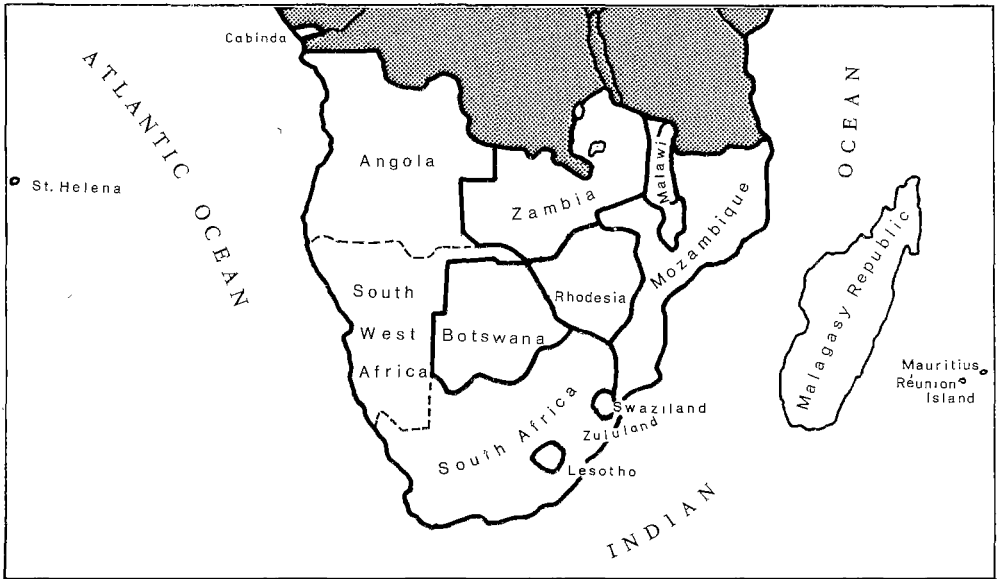 Cabinda
ATLANTIC OCEAN
St. Helena
Angola
Zambia
Malawi
Mozambique
OCEAN
Malagasy Republic
Mauritius
Réunion
Island
South
West
Africa
Botswana
Rhodesia
South Africa
Swaziland
Zululand
Lesotho
INDIAN